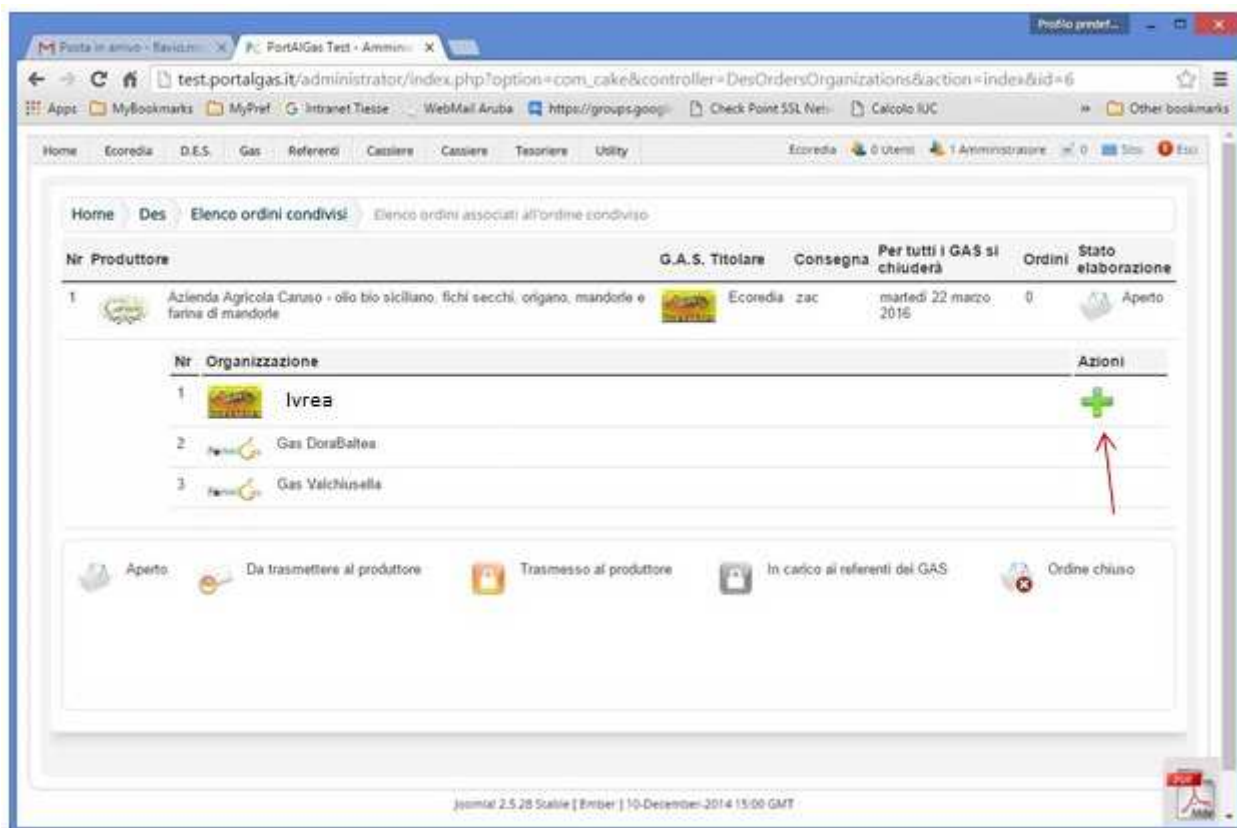 Profilo predef...
Posta in arrivo - flavio.m
PortAlGas Test - Ammini
test.portalgas.it/administrator/index.php?option=com_cake&controller=DesOrdersOrganizations&action=index&id=6
Apps MyBookmarks MyPref Intranet Tiesse WebMail Aruba https://groups.goog Check Point SSL Net Calcolo IUC » Other bookmarks
Home Ecoredia D.E.S. Gas Referenti Cassiere Cassiere Tesoriere Utility Ecoredia 0 Utenti 1 Amministratore 0 Sito Esci
Home Des Elenco ordini condivisi Elenco ordini associati all'ordine condiviso
Nr Produttore G.A.S. Titolare Consegna Per tutti i GAS si chiuderà Ordini Stato elaborazione
1 Azienda Agricola Caruso - olio bio siciliano, fichi secchi, origano, mandorle e farina di mandorle Ecoredia zac martedì 22 marzo 2016 0 Aperto
Nr Organizzazione Azioni
1 Ivrea
2 Gas DoraBaltea
3 Gas Valchiusella
Aperto Da trasmettere al produttore Trasmesso al produttore In carico ai referenti dei GAS Ordine chiuso
Joomla! 2.5.28 Stable [ Ember ] 10-December-2014 15:00 GMT
PDF